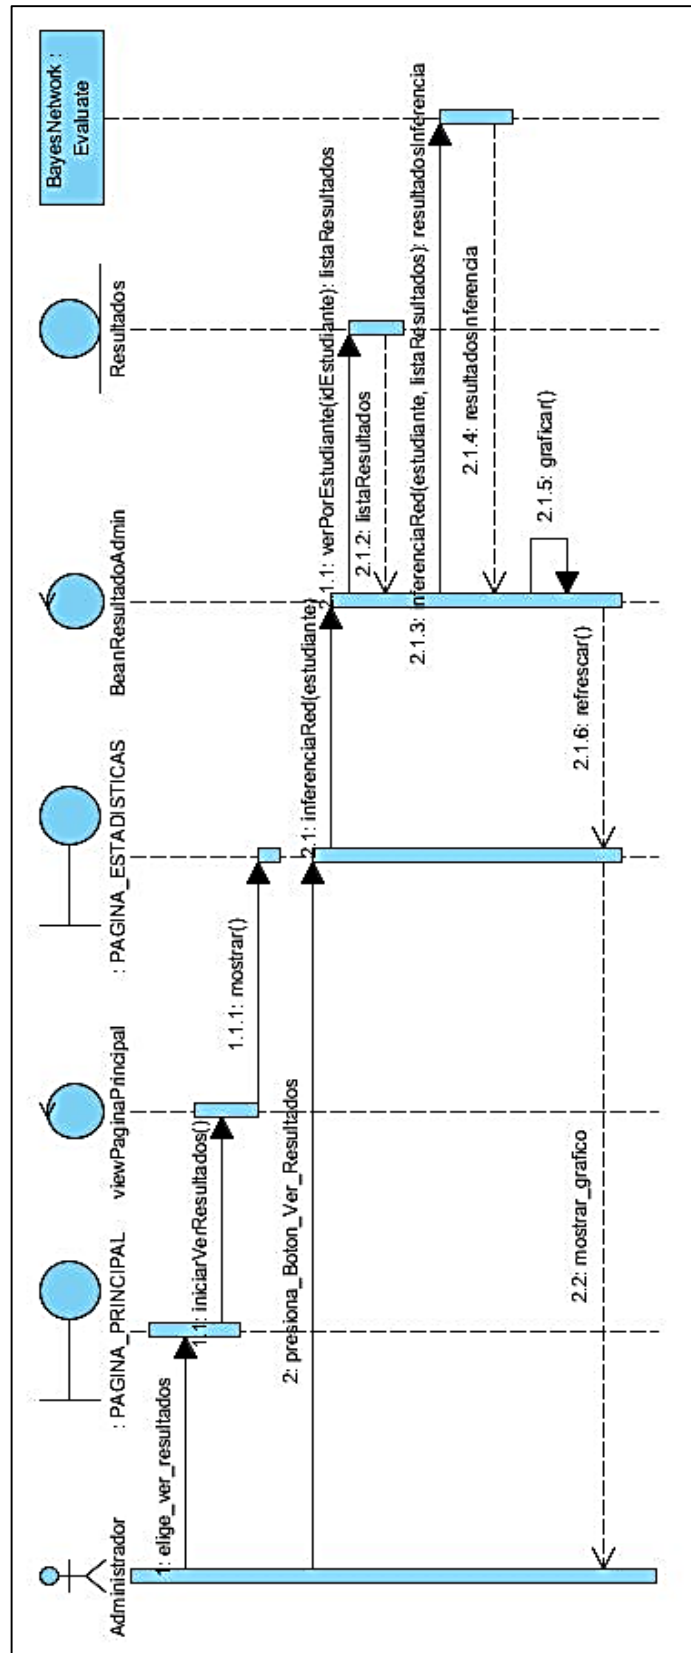 Administrador
: PAGINA_PRINCIPAL
viewPaginaPrincipal
: PAGINA_ESTADISTICAS
BeanResultadoAdmin
Resultados
BayesNetwork :
Evaluate
1: elige_ver_resultados
1.1: iniciarVerResultados()
1.1.1: mostrar()
2: presiona_Boton_Ver_Resultados
2.1: inferenciaRed(estudiante)
2.1.1: verPorEstudiante(idEstudiante): listaResultados
2.1.2: listaResultados
2.1.3: inferenciaRed(estudiante, listaResultados): resultadosInferencia
2.1.4: resultadosInferencia
2.1.5: graficar()
2.1.6: refrescar()
2.2: mostrar_grafico